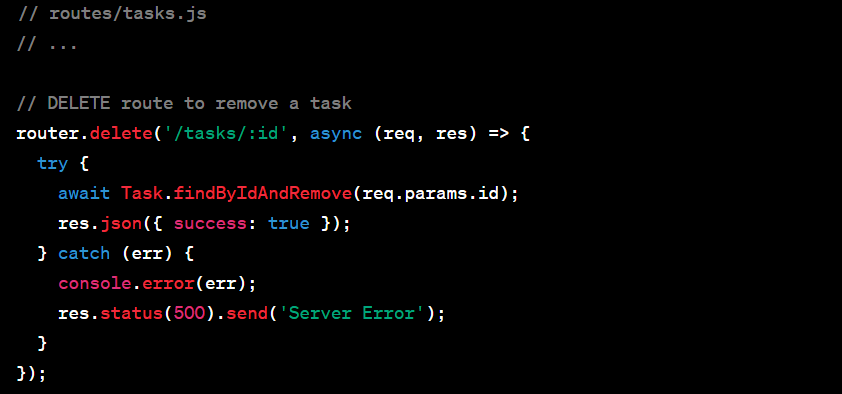 // routes/tasks.js
// ...
// DELETE route to remove a task
router.delete('/tasks/:id', async (req, res) => {
  try {
    await Task.findByIdAndRemove(req.params.id);
    res.json({ success: true });
  } catch (err) {
    console.error(err);
    res.status(500).send('Server Error');
  }
});